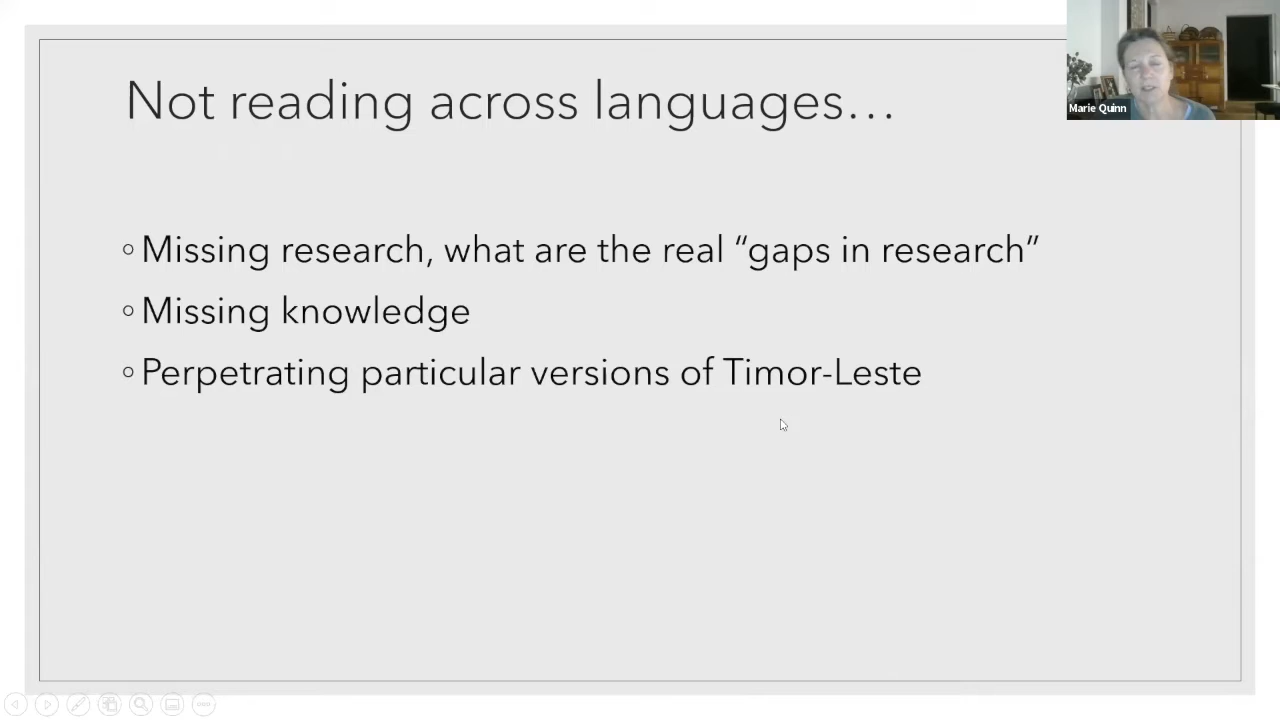 Not reading across languages…
Marie Quinn
Missing research, what are the real “gaps in research”
Missing knowledge
Perpetrating particular versions of Timor-Leste